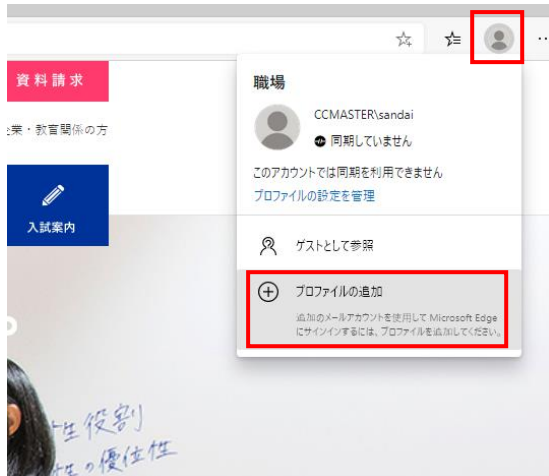 資料請求
業・教育関係の方
入試案内
職場
CCMASTER\sandai
同期していません
このアカウントでは同期を利用できません
プロファイルの設定を管理
ゲストとして参照
プロファイルの追加
追加のメールアカウントを使用して Microsoft Edge
にサインインするには、プロファイルを追加してください。
性役割
性の優位性